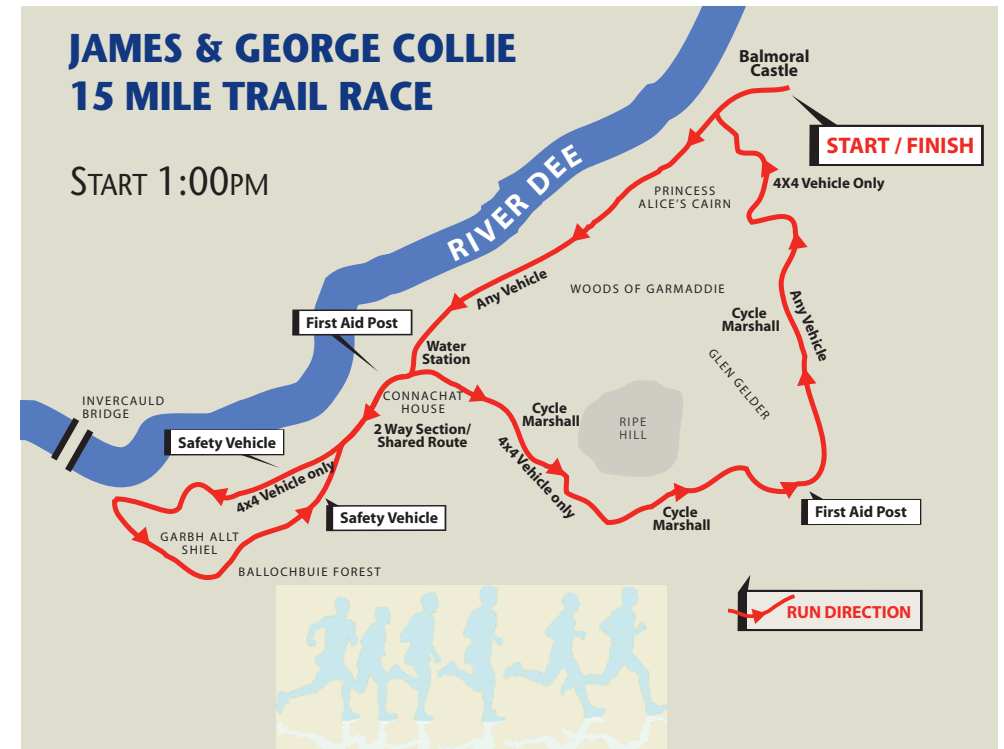 JAMES & GEORGE COLLIE
15 MILE TRAIL RACE
START 1:00PM
Balmoral
Castle
START / FINISH
4X4 Vehicle Only
PRINCESS
ALICE'S CAIRN
RIVER DEE
Any Vehicle
WOODS OF GARMADDIE
Cycle
Marshall
Any Vehicle
GLEN GELDER
First Aid Post
Water
Station
CONNACHAT
HOUSE
2 Way Section/
Shared Route
INVERCAULD
BRIDGE
Safety Vehicle
4x4 Vehicle only
Cycle
Marshall
RIPE
HILL
4x4 Vehicle only
Safety Vehicle
Cycle
Marshall
First Aid Post
GARBH ALLT
SHIEL
BALLOCHBUIE FOREST
RUN DIRECTION